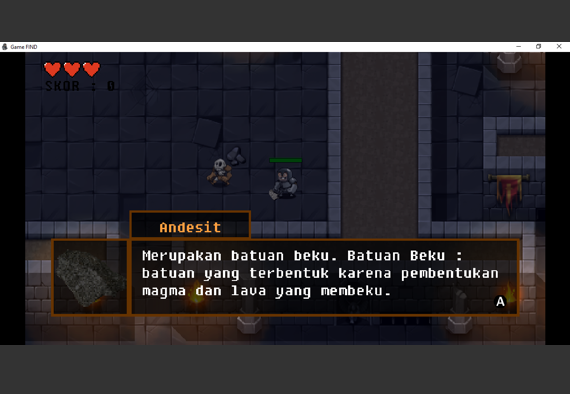 Game FIND
SKOR : 0
Andesit
Merupakan batuan beku. Batuan Beku :
batuan yang terbentuk karena pembentukan
magma dan lava yang membeku.
A